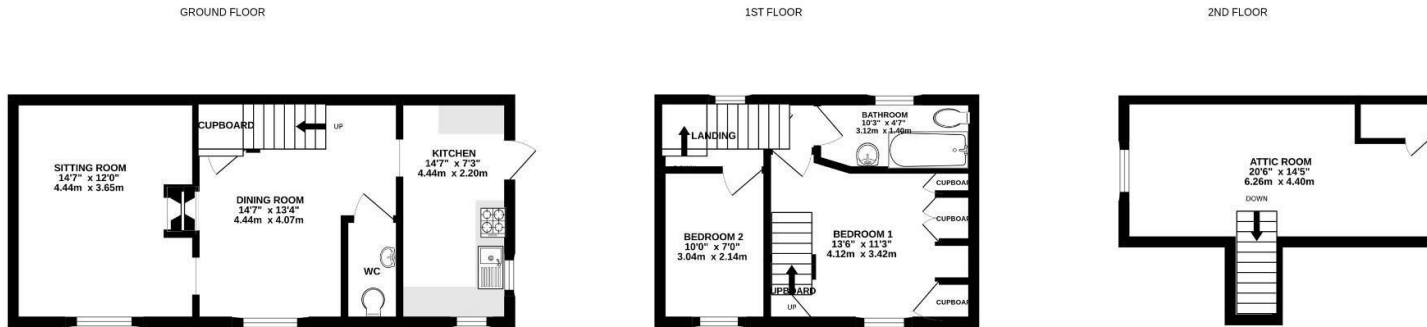 GROUND FLOOR
1ST FLOOR
2ND FLOOR
CUPBOARD
UP
SITTING ROOM
14'7" x 12'0"
4.44m x 3.65m
DINING ROOM
14'7" x 13'4"
4.44m x 4.07m
KITCHEN
14'7" x 7'3"
4.44m x 2.20m
WC
LANDING
BATHROOM
10'3" x 4'7"
3.12m x 1.40m
CUPBOAR
CUPBOAR
BEDROOM 2
10'0" x 7'0"
3.04m x 2.14m
BEDROOM 1
13'6" x 11'3"
4.12m x 3.42m
UPBOARD
UP
CUPBOAR
ATTIC ROOM
20'6" x 14'5"
6.26m x 4.40m
DOWN